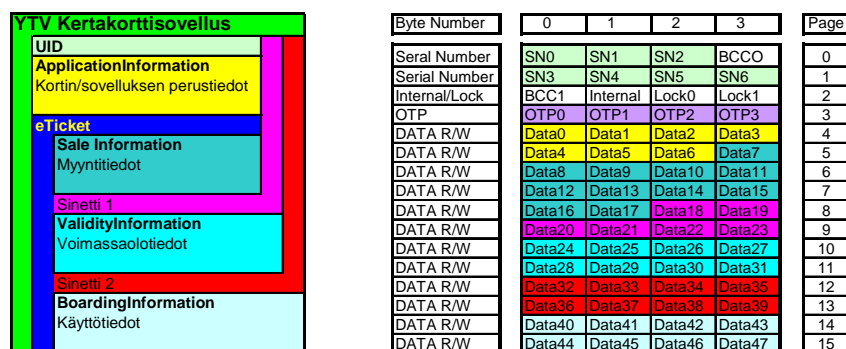 YTV Kertakorttisovellus
UID
ApplicationInformation
Kortin/sovelluksen perustiedot
eTicket
Sale Information
Myyntitiedot
Sinetti 1
ValidityInformation
Voimassaolotiedot
Sinetti 2
BoardingInformation
Käyttötiedot
Byte Number 0 1 2 3 Page
Seral Number SN0 SN1 SN2 BCCO 0
Serial Number SN3 SN4 SN5 SN6 1
Internal/Lock BCC1 Internal Lock0 Lock1 2
OTP OTP0 OTP1 OTP2 OTP3 3
DATA R/W Data0 Data1 Data2 Data3 4
DATA R/W Data4 Data5 Data6 Data7 5
DATA R/W Data8 Data9 Data10 Data11 6
DATA R/W Data12 Data13 Data14 Data15 7
DATA R/W Data16 Data17 Data18 Data19 8
DATA R/W Data20 Data21 Data22 Data23 9
DATA R/W Data24 Data25 Data26 Data27 10
DATA R/W Data28 Data29 Data30 Data31 11
DATA R/W Data32 Data33 Data34 Data35 12
DATA R/W Data36 Data37 Data38 Data39 13
DATA R/W Data40 Data41 Data42 Data43 14
DATA R/W Data44 Data45 Data46 Data47 15